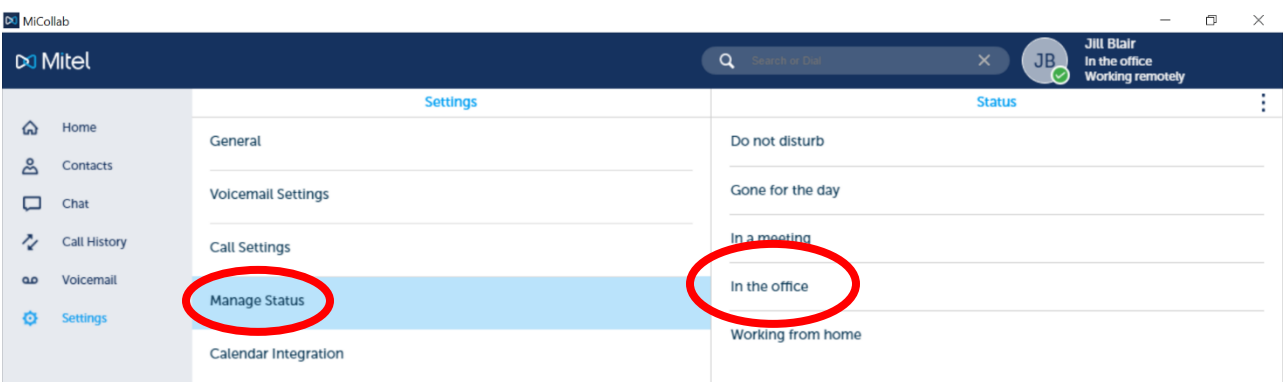 MiCollab
Mitel
Search or Dial
JB
Jill Blair
In the office
Working remotely
Home
Contacts
Chat
Call History
Voicemail
Settings
Settings
General
Voicemail Settings
Call Settings
Manage Status
Calendar Integration
Status
Do not disturb
Gone for the day
In a meeting
In the office
Working from home